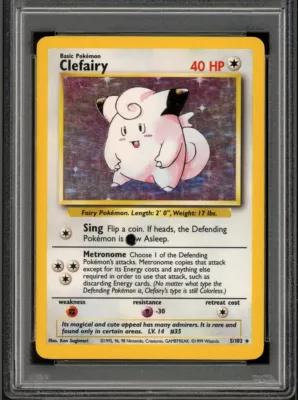 Basic Pokémon
Clefairy
40 HP
Fairy Pokémon. Length: 2' 0", Weight: 17 lbs.
Sing Flip a coin. If heads, the Defending
Pokémon is Asleep.
Metronome Choose 1 of the Defending
Pokémon's attacks. Metronome copies that attack
except for its Energy costs and anything else
required in order to use that attack, such as
discarding Energy cards. (No matter what type the
Defending Pokémon is, Clefairy's type is still Colorless.)
weakness resistance retreat cost
-30
Its magical and cute appeal has many admirers. It is rare and
found only in certain areas. LV. 14 #35
Illus. Ken Sugimori ©1995, 96, 98 Nintendo, Creatures, GAMEFREAK. ©1999 Wizards. 5/102